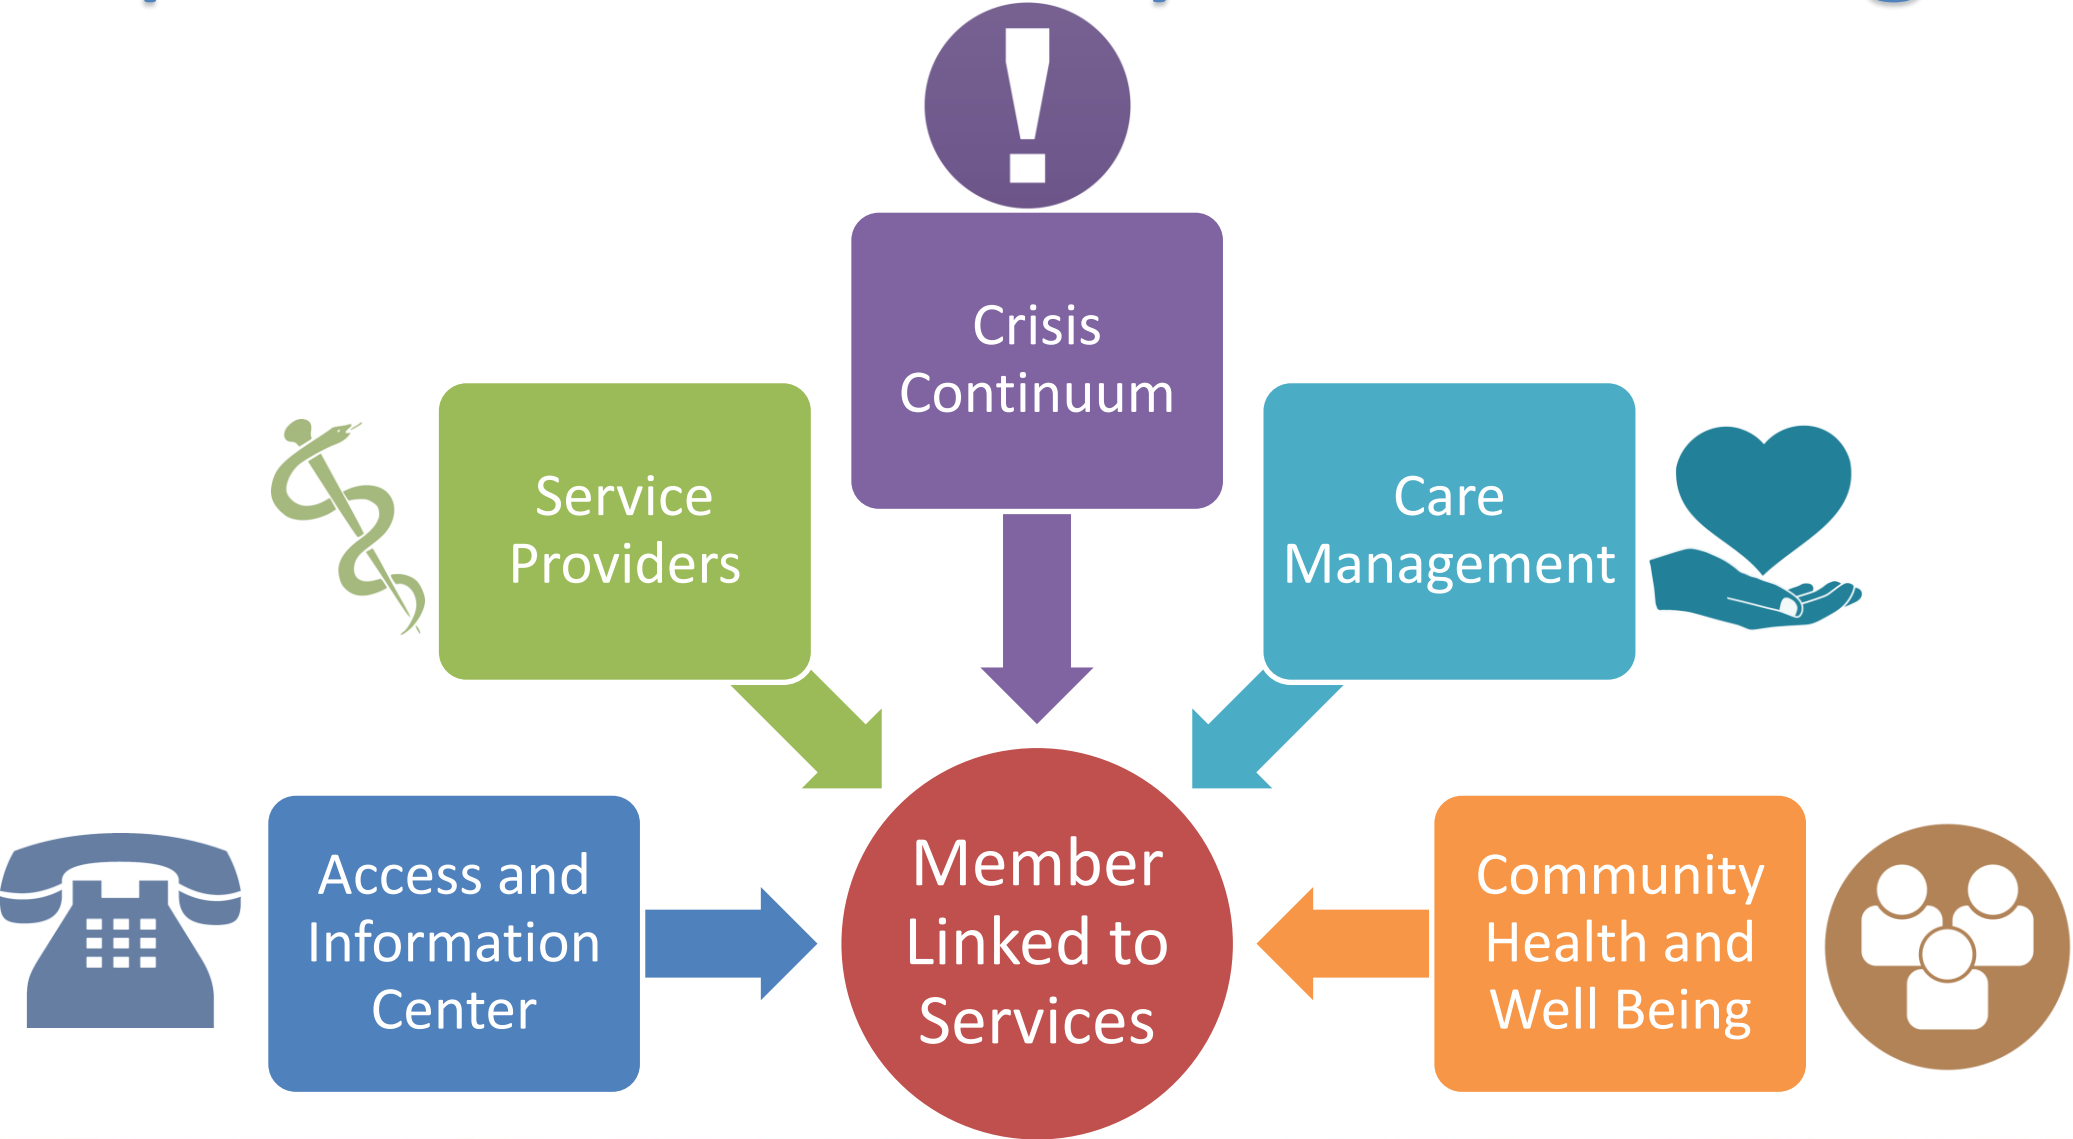 Crisis
Continuum
Service
Providers
Care
Management
Access and
Information
Center
Member
Linked to
Services
Community
Health and
Well Being